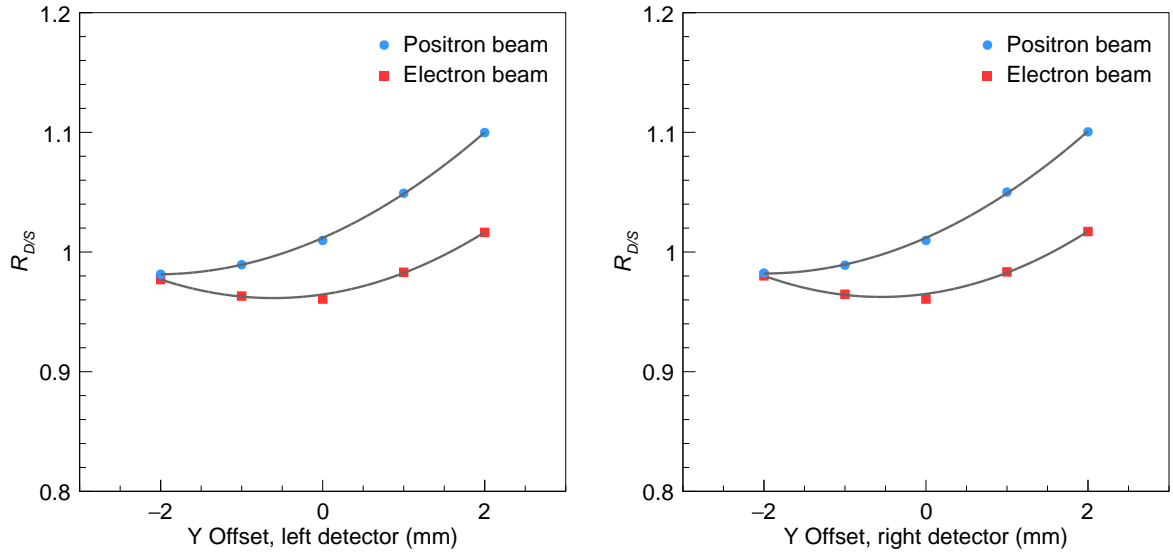 1.2
1.1
1
0.9
0.8
R_{D/S}
Positron beam
Electron beam
−2
0
2
Y Offset, left detector (mm)
1.2
1.1
1
0.9
0.8
R_{D/S}
Positron beam
Electron beam
−2
0
2
Y Offset, right detector (mm)